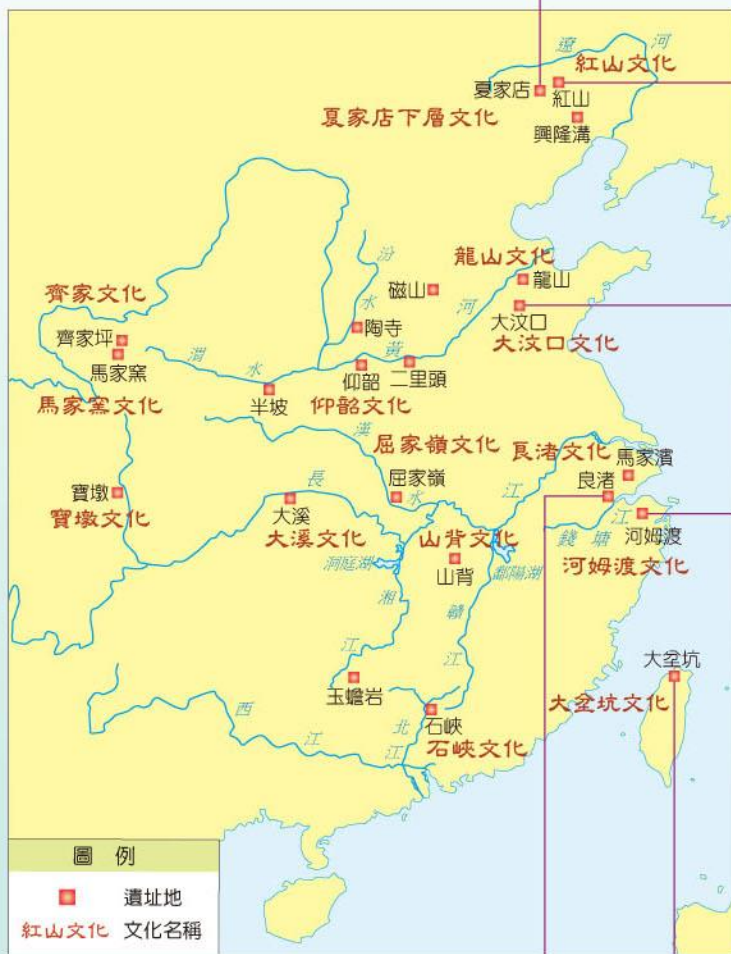 遼
河
紅山文化
夏家店
紅山
夏家店下層文化
興隆溝
汾
水
龍山文化
磁山
河
龍山
齊家文化
大汶口
陶寺
大汶口文化
齊家坪
渭
水
黃
馬家窯
仰韶
二里頭
馬家窯文化
半坡
仰韶文化
漢
屈家嶺文化
良渚文化
馬家濱
長
江
良渚
寶墩
屈家嶺
水
大溪
寶墩文化
江
錢
塘
河姆渡
大溪文化
山背文化
洞庭湖
山背
鄱陽湖
河姆渡文化
湘
贛
江
江
大坌坑
玉蟾岩
西
江
北
江
石峽
大坌坑文化
石峽文化
圖例
遺址地
紅山文化 文化名稱